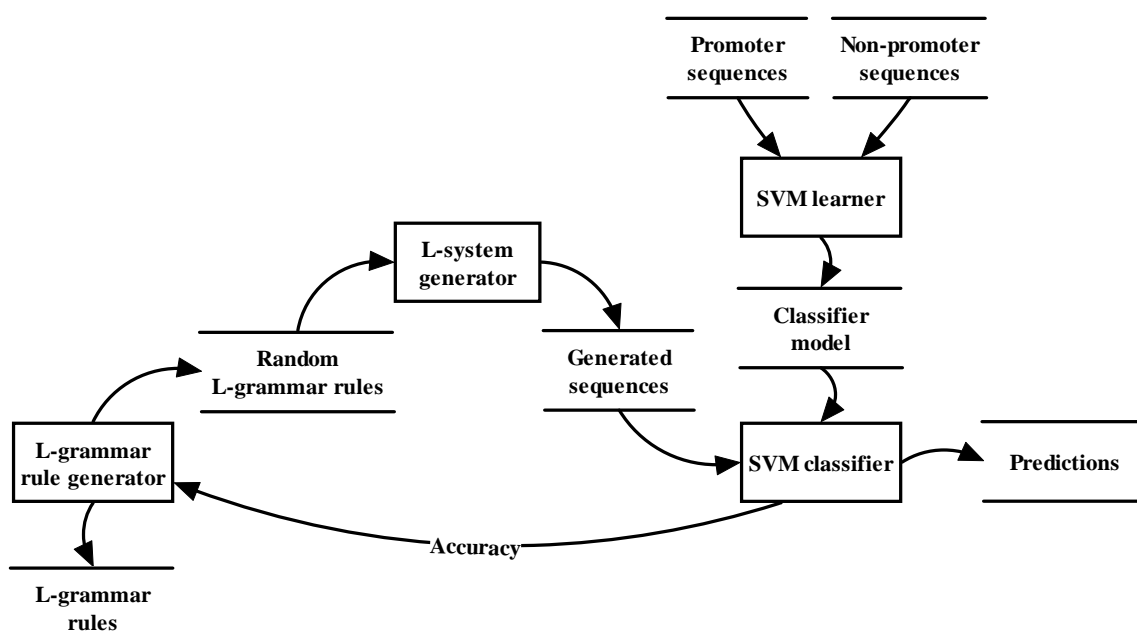 Promoter
sequences
Non-promoter
sequences
SVM learner
L-system
generator
Classifier
model
Random
L-grammar rules
Generated
sequences
L-grammar
rule generator
SVM classifier
Predictions
Accuracy
L-grammar
rules